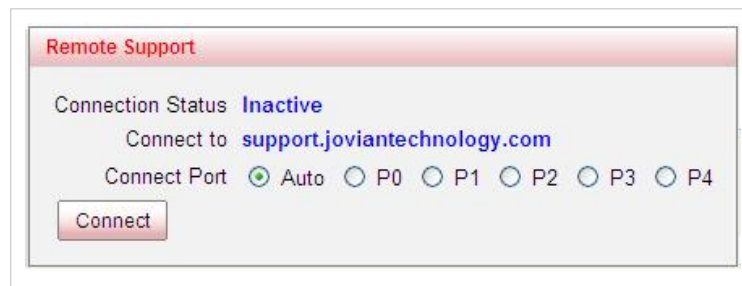 Remote Support
Connection Status Inactive
Connect to support.joviantechnology.com
Connect Port Auto P0 P1 P2 P3 P4
Connect